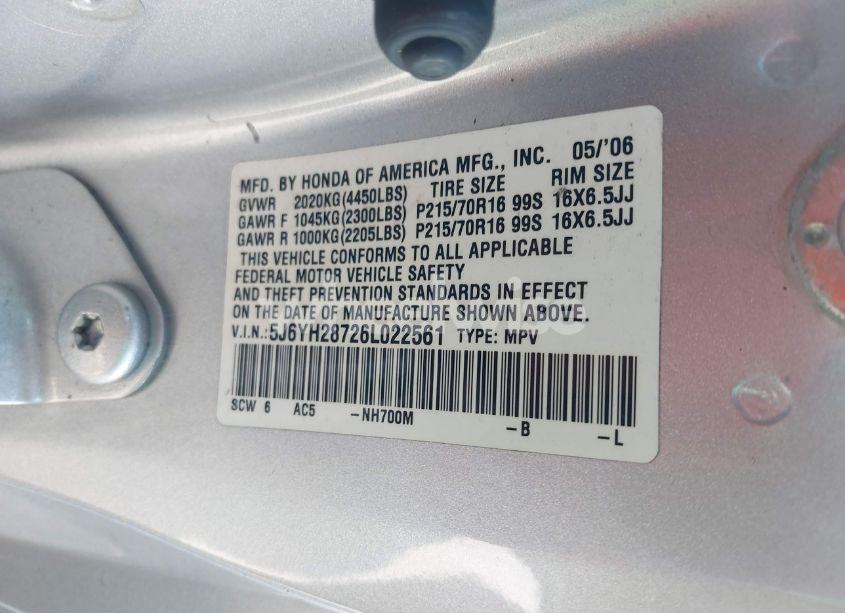 MFD. BY HONDA OF AMERICA MFG., INC. 05/'06
GVWR 2020KG(4450LBS) TIRE SIZE RIM SIZE
GAWR F 1045KG(2300LBS) P215/70R16 99S 16X6.5JJ
GAWR R 1000KG(2205LBS) P215/70R16 99S 16X6.5JJ
THIS VEHICLE CONFORMS TO ALL APPLICABLE
FEDERAL MOTOR VEHICLE SAFETY
AND THEFT PREVENTION STANDARDS IN EFFECT
ON THE DATE OF MANUFACTURE SHOWN ABOVE.
V.I.N.:5J6YH28726L022561 TYPE: MPV
SCW 6 AC5 -NH700M -B -L